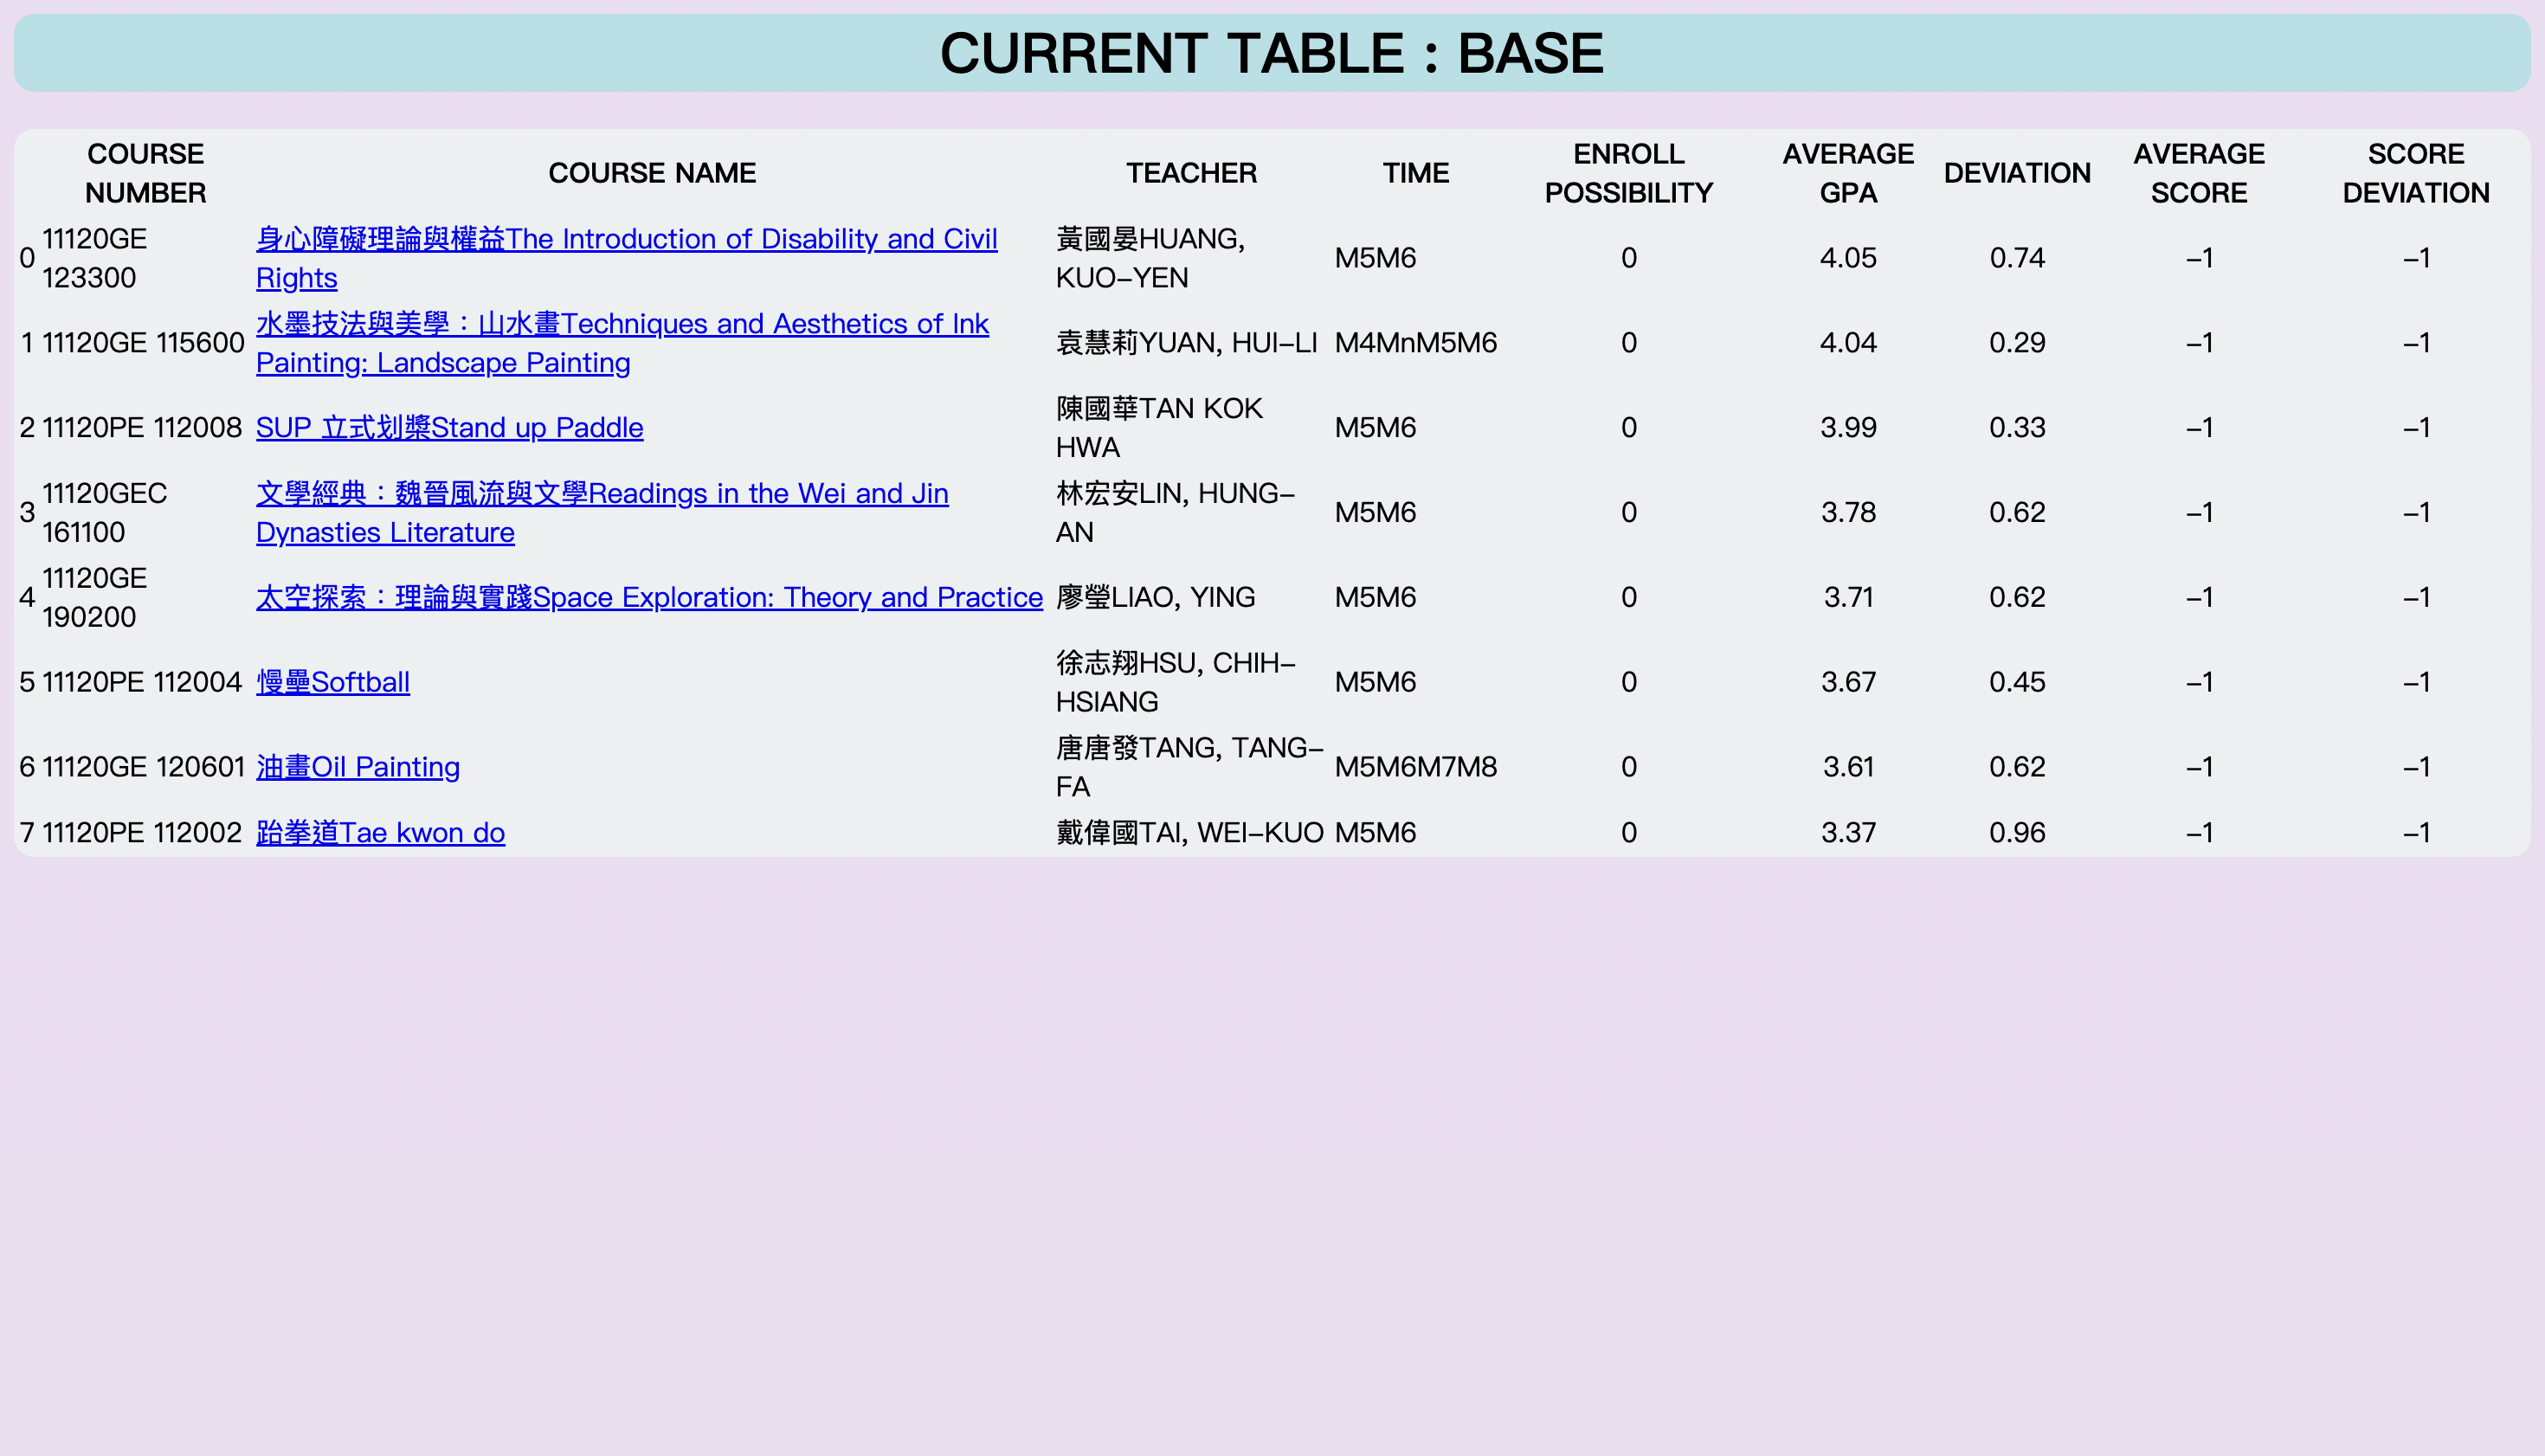 CURRENT TABLE : BASE
COURSE NUMBER COURSE NAME TEACHER TIME ENROLL POSSIBILITY AVERAGE GPA DEVIATION AVERAGE SCORE SCORE DEVIATION
0 11120GE 123300 身心障礙理論與權益The Introduction of Disability and Civil Rights 黃國晏HUANG, KUO-YEN M5M6 0 4.05 0.74 -1 -1
1 11120GE 115600 水墨技法與美學：山水畫Techniques and Aesthetics of Ink Painting: Landscape Painting 袁慧莉YUAN, HUI-LI M4MnM5M6 0 4.04 0.29 -1 -1
2 11120PE 112008 SUP 立式划槳Stand up Paddle 陳國華TAN KOK HWA M5M6 0 3.99 0.33 -1 -1
3 11120GEC 161100 文學經典：魏晉風流與文學Readings in the Wei and Jin Dynasties Literature 林宏安LIN, HUNG-AN M5M6 0 3.78 0.62 -1 -1
4 11120GE 190200 太空探索：理論與實踐Space Exploration: Theory and Practice 廖瑩LIAO, YING M5M6 0 3.71 0.62 -1 -1
5 11120PE 112004 慢壘Softball 徐志翔HSU, CHIH-HSIANG M5M6 0 3.67 0.45 -1 -1
6 11120GE 120601 油畫Oil Painting 唐唐發TANG, TANG-FA M5M6M7M8 0 3.61 0.62 -1 -1
7 11120PE 112002 跆拳道Tae kwon do 戴偉國TAI, WEI-KUO M5M6 0 3.37 0.96 -1 -1